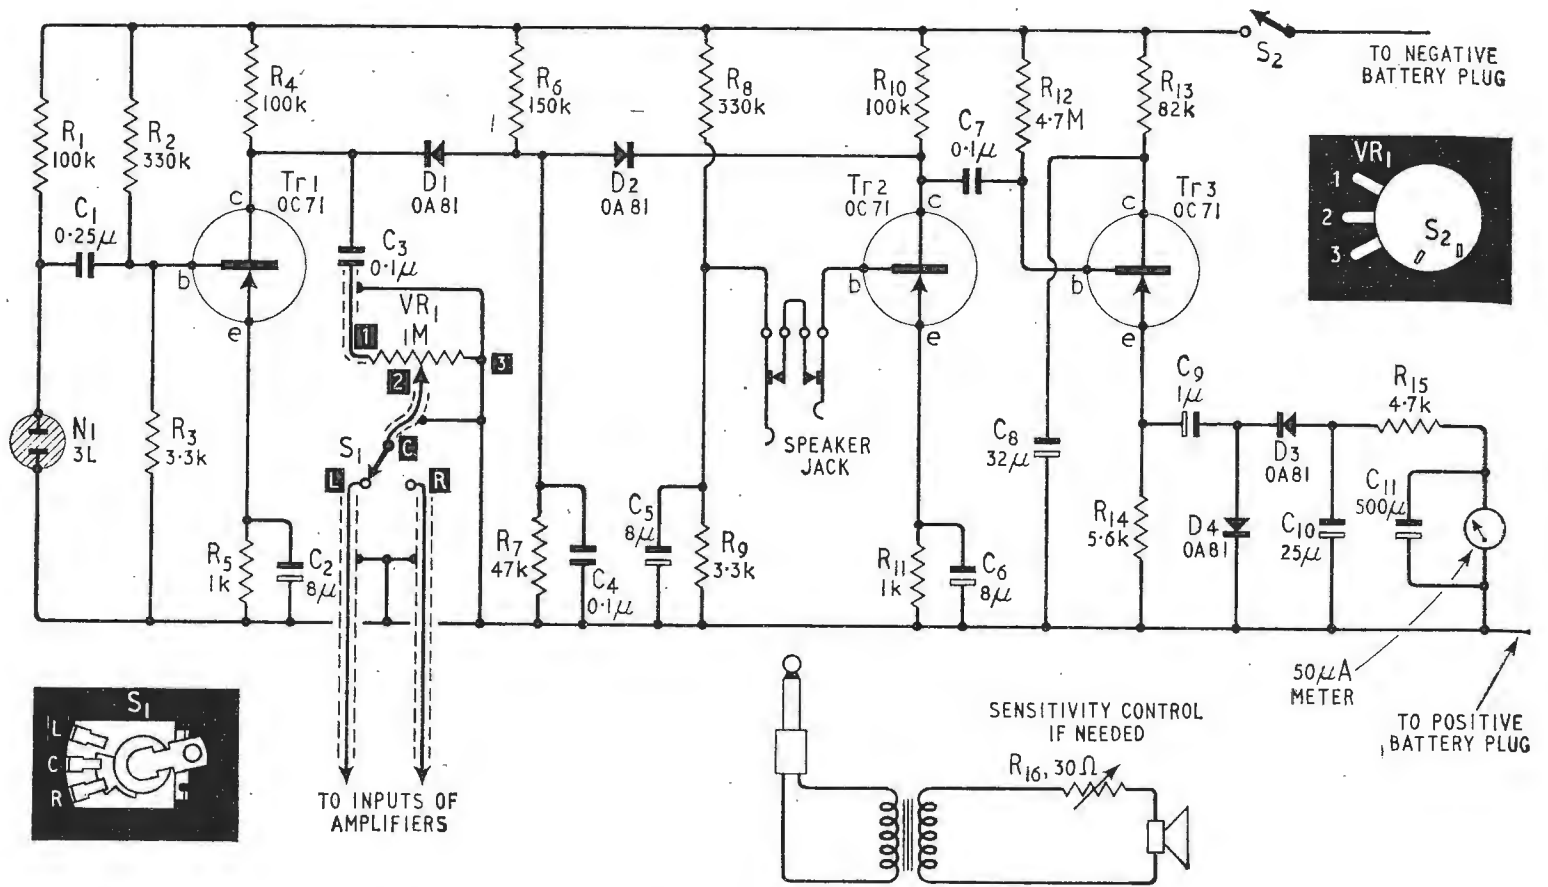 R1
100k
R2
330k
R4
100k
R6
150k
R8
330k
R10
100k
R12
4·7M
R13
82k
S2
TO NEGATIVE
BATTERY PLUG
C1
0·25µ
Tr1
OC71
c
b
e
D1
OA81
D2
OA81
C3
0·1µ
VR1
1M
1
2
3
Tr2
OC71
c
b
e
C7
0·1µ
Tr3
OC71
c
b
e
VR1
1
2
3
S2
N1
3L
R3
3·3k
R5
1k
C2
8µ
S1
C
L
R
R7
47k
C4
0·1µ
C5
8µ
R9
3·3k
SPEAKER
JACK
R11
1k
C6
8µ
C8
32µ
R14
5·6k
C9
1µ
D3
OA81
D4
OA81
C10
25µ
R15
4·7k
C11
500µ
50µA
METER
TO POSITIVE
BATTERY PLUG
S1
L
C
R
TO INPUTS OF
AMPLIFIERS
SENSITIVITY CONTROL
IF NEEDED
R16, 30Ω